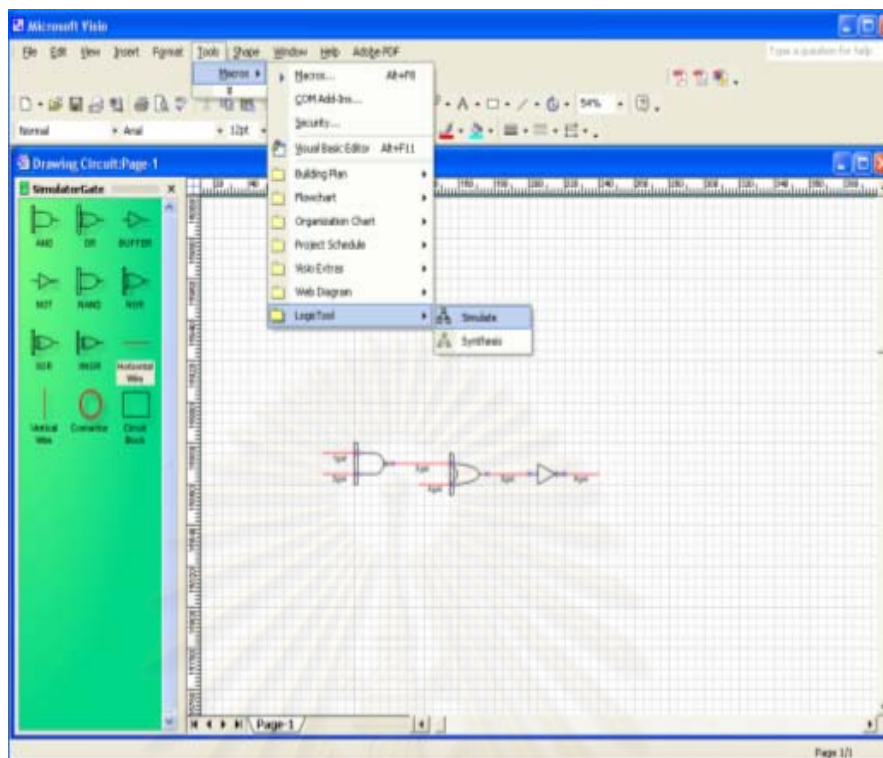 Microsoft Visio
File Edit View Insert Format Tools Shape Window Help Adobe PDF
Type a question for help
Macros
Macros... Alt+F8
COM Add-Ins...
Security...
Visual Basic Editor Alt+F11
Building Plan
Flowchart
Organization Chart
Project Schedule
Visio Extras
Web Diagram
LogicTool
Simulate
Synthesis
54%
Normal Arial 12pt
Drawing Circuit:Page-1
SimulatorGate
AND OR BUFFER
NOT NAND NOR
XOR XNOR Horizontal Wire
Vertical Wire Connector Circuit Block
Page-1
Page 1/1